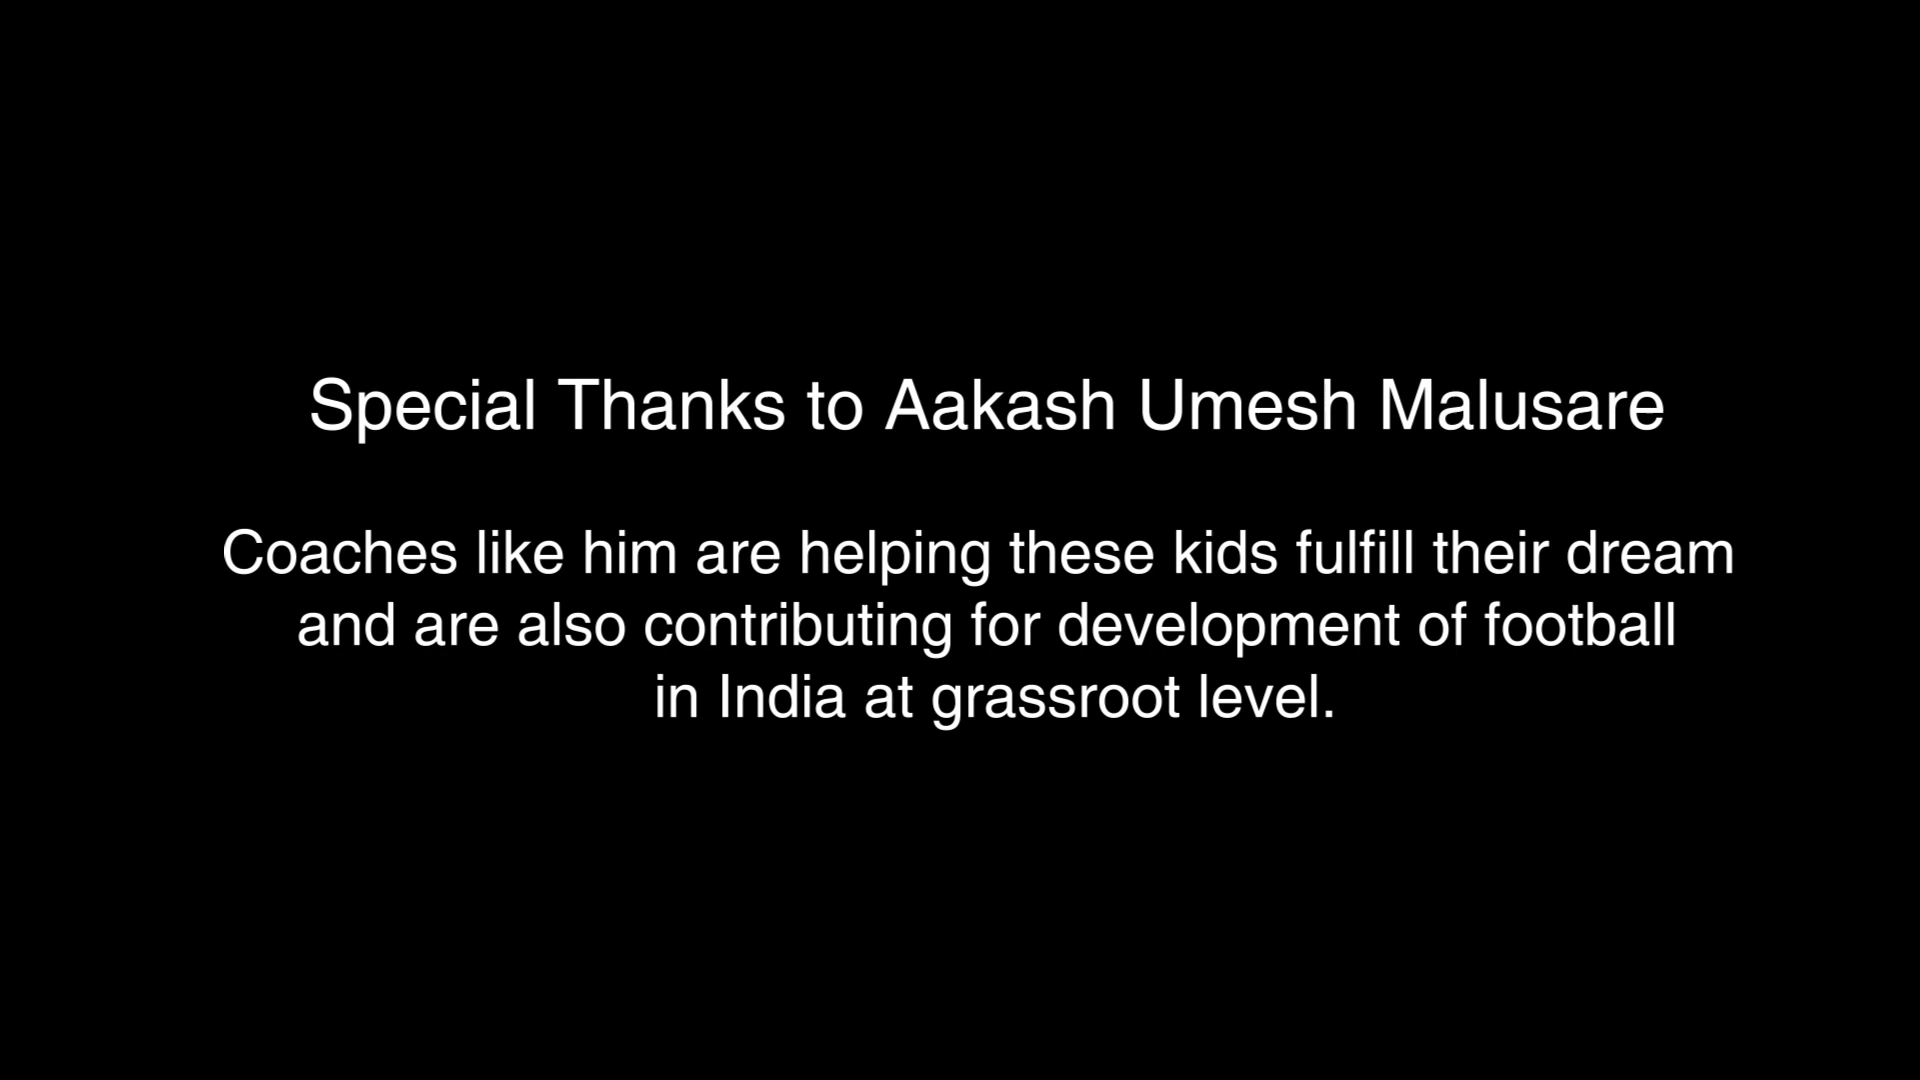 Special Thanks to Aakash Umesh Malusare
Coaches like him are helping these kids fulfill their dream
and are also contributing for development of football
in India at grassroot level.